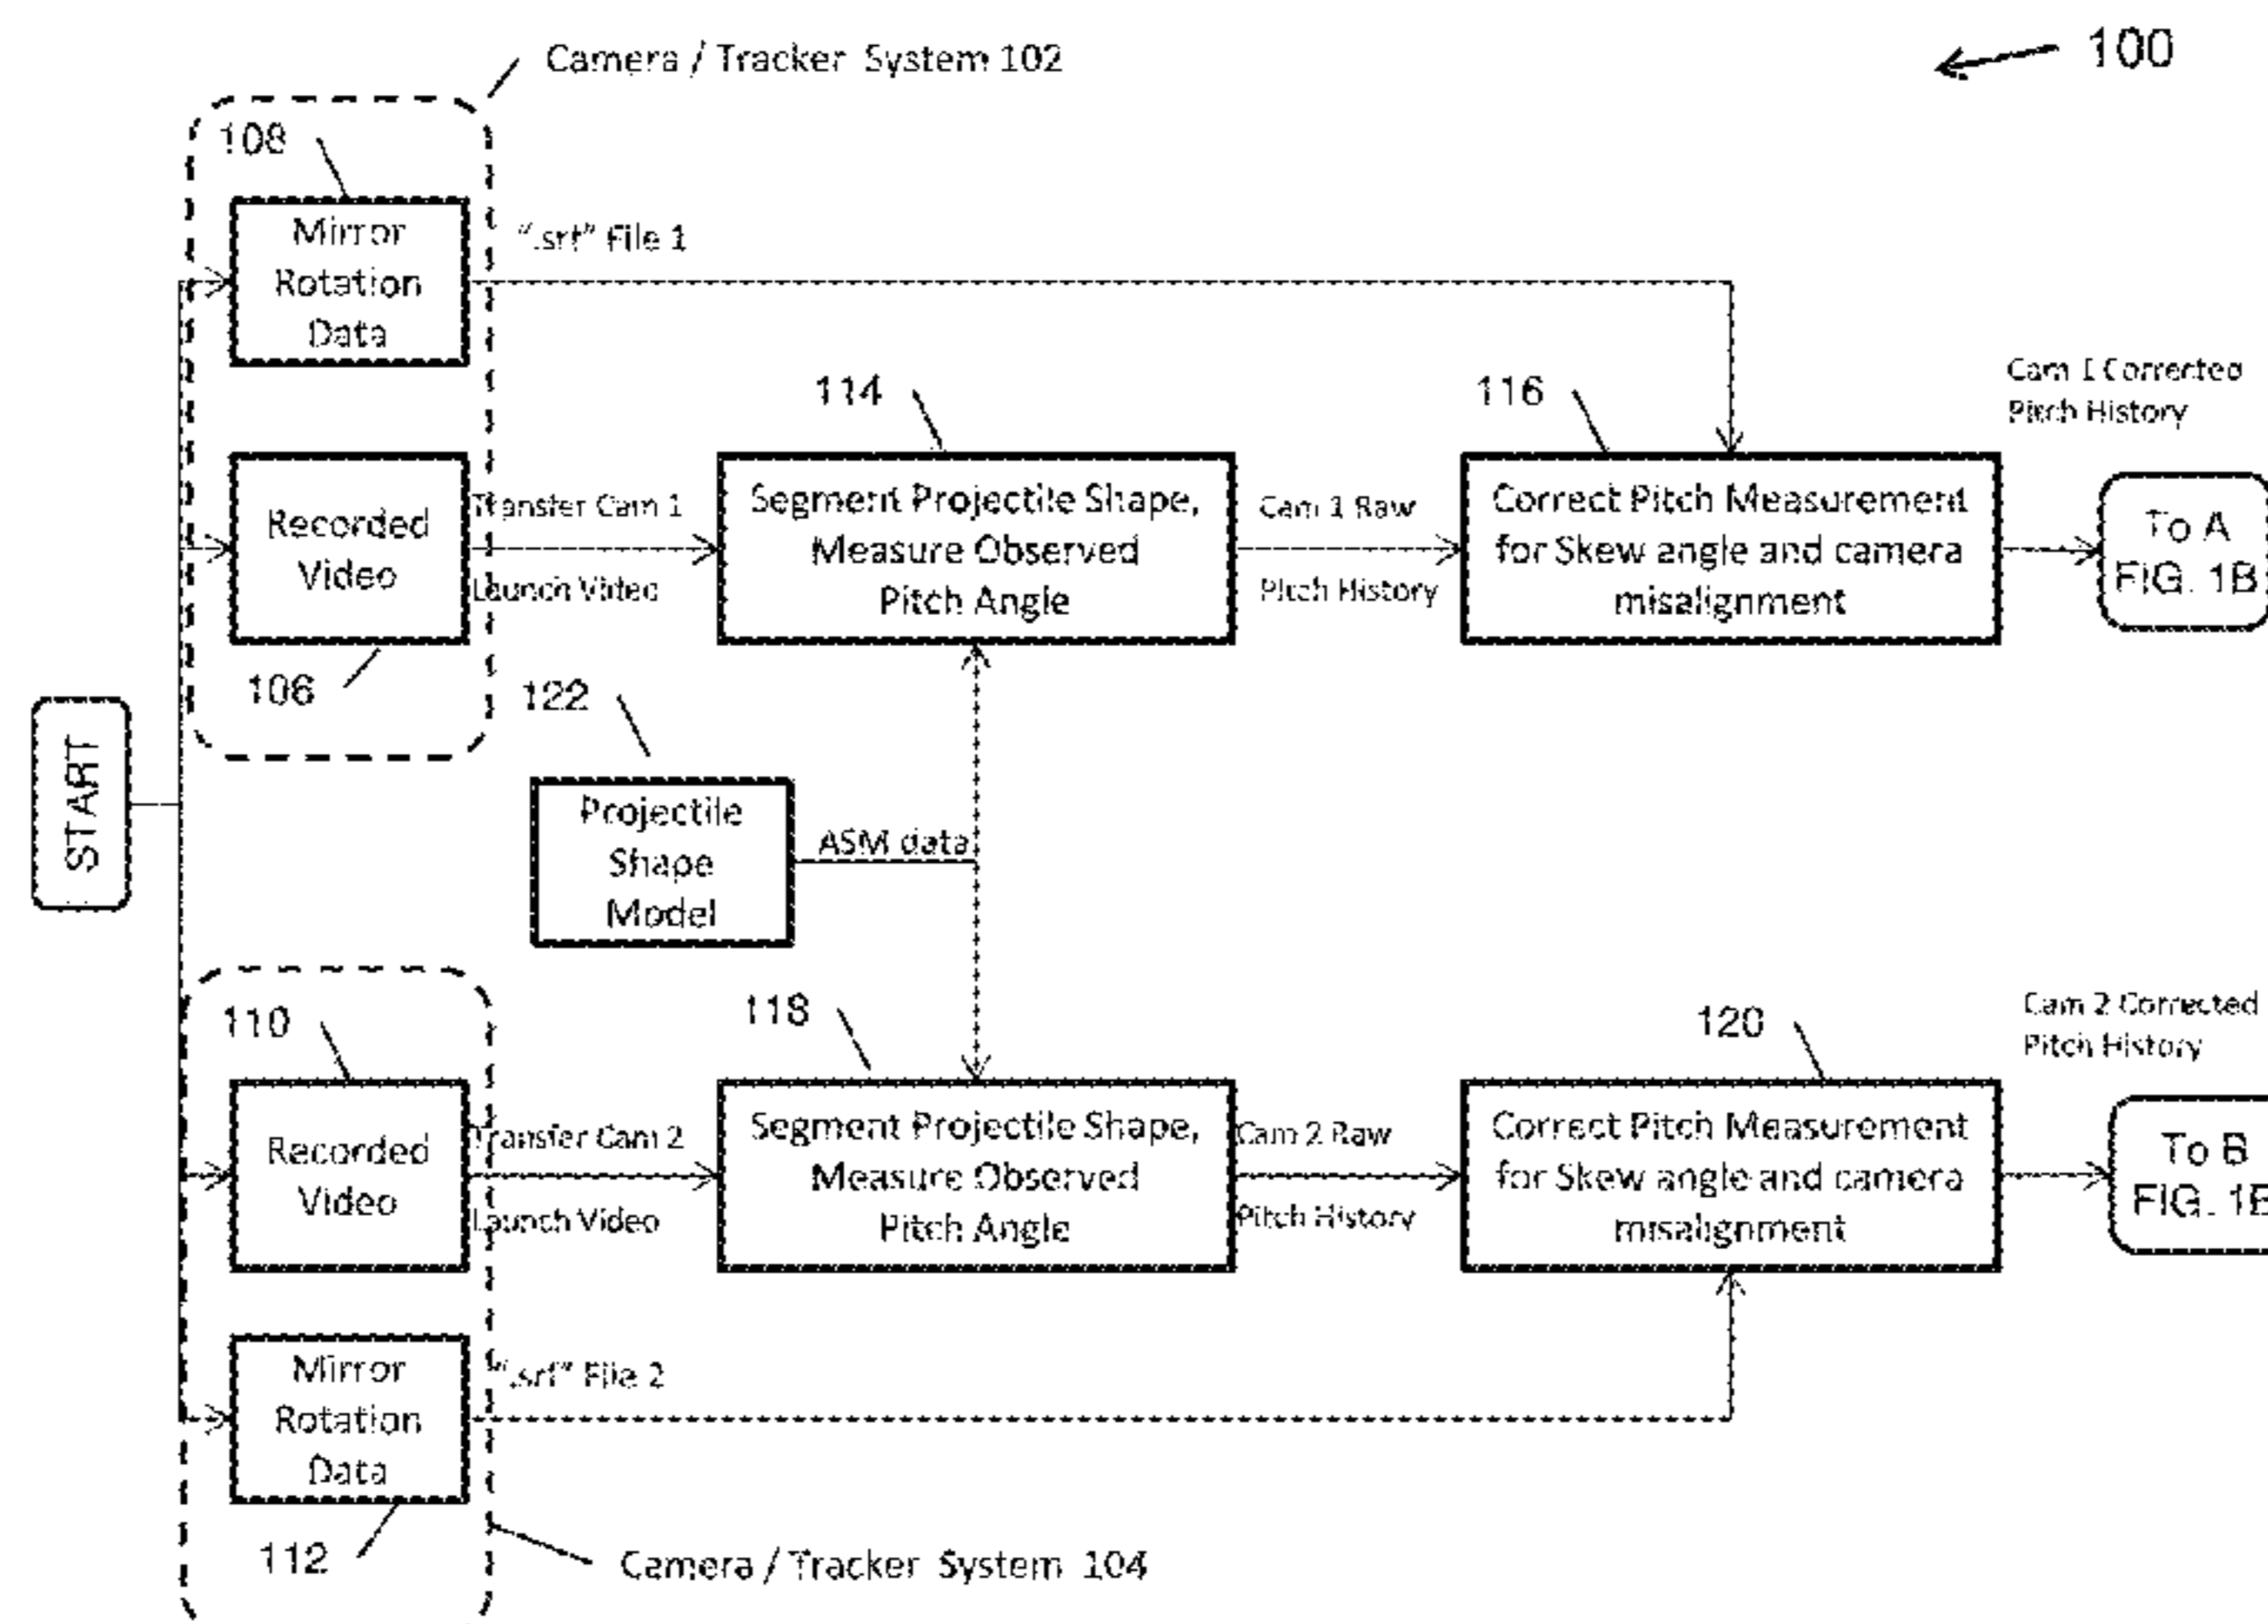 Camera / Tracker System 102
100
108
Mirror
Rotation
Data
".srf" File 1
Cam 1 Corrected
Pitch History
114
116
Recorded
Video
Transfer Cam 1
Launch Video
Segment Projectile Shape,
Measure Observed
Pitch Angle
Cam 1 Raw
Pitch History
Correct Pitch Measurement
for Skew angle and camera
misalignment
To A
FIG. 1B
106
122
START
Projectile
Shape
Model
ASM data
110
118
120
Cam 2 Corrected
Pitch History
Recorded
Video
Transfer Cam 2
Launch Video
Segment Projectile Shape,
Measure Observed
Pitch Angle
Cam 2 Raw
Pitch History
Correct Pitch Measurement
for Skew angle and camera
misalignment
To B
FIG. 1B
Mirror
Rotation
Data
".srf" File 2
112
Camera / Tracker System 104